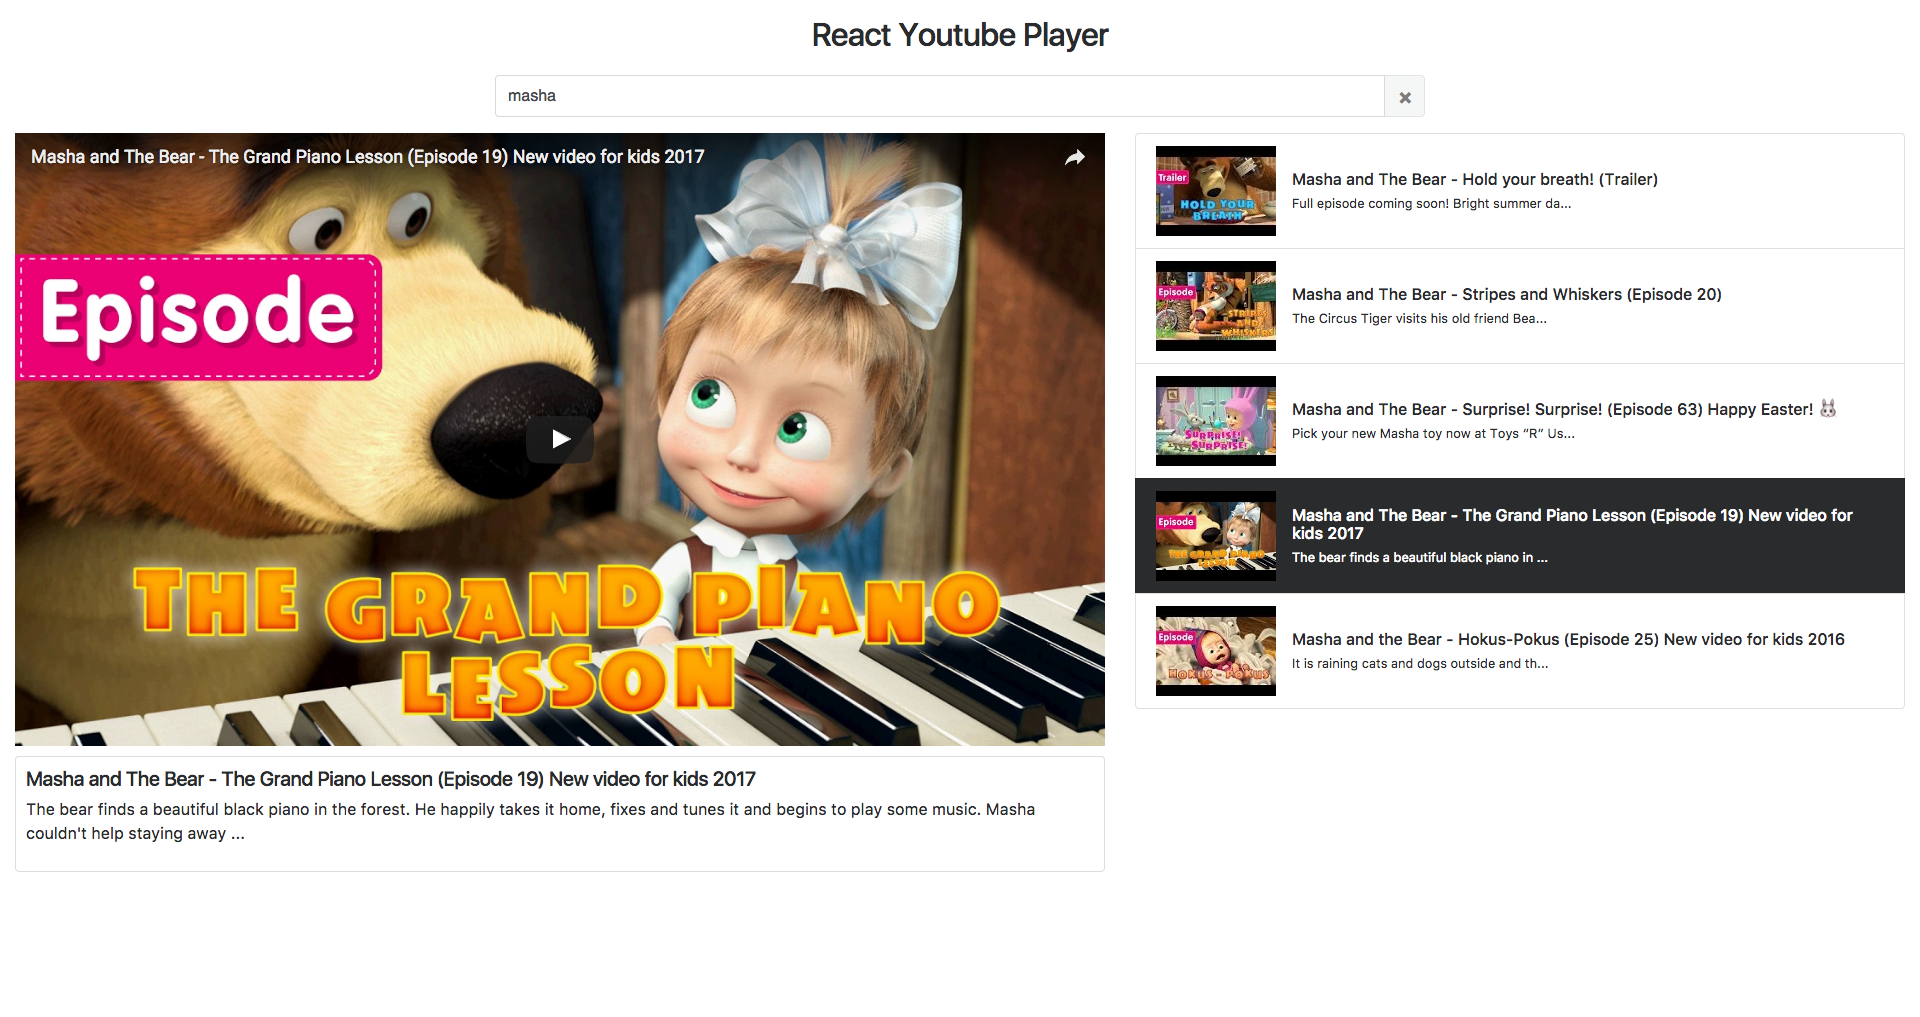 React Youtube Player
masha
Masha and The Bear - The Grand Piano Lesson (Episode 19) New video for kids 2017
Episode
THE GRAND PIANO
LESSON
Masha and The Bear - The Grand Piano Lesson (Episode 19) New video for kids 2017
The bear finds a beautiful black piano in the forest. He happily takes it home, fixes and tunes it and begins to play some music. Masha
couldn't help staying away ...
Trailer
HOLD YOUR
BREATH
Masha and The Bear - Hold your breath! (Trailer)
Full episode coming soon! Bright summer da...
Episode
STRIPES
AND
WHISKERS
Masha and The Bear - Stripes and Whiskers (Episode 20)
The Circus Tiger visits his old friend Bea...
SURPRISE!
SURPRISE!
Masha and The Bear - Surprise! Surprise! (Episode 63) Happy Easter! 🐰
Pick your new Masha toy now at Toys “R” Us...
Episode
THE GRAND PIANO
LESSON
Masha and The Bear - The Grand Piano Lesson (Episode 19) New video for
kids 2017
The bear finds a beautiful black piano in ...
Episode
HOKUS - POKUS
Masha and the Bear - Hokus-Pokus (Episode 25) New video for kids 2016
It is raining cats and dogs outside and th...